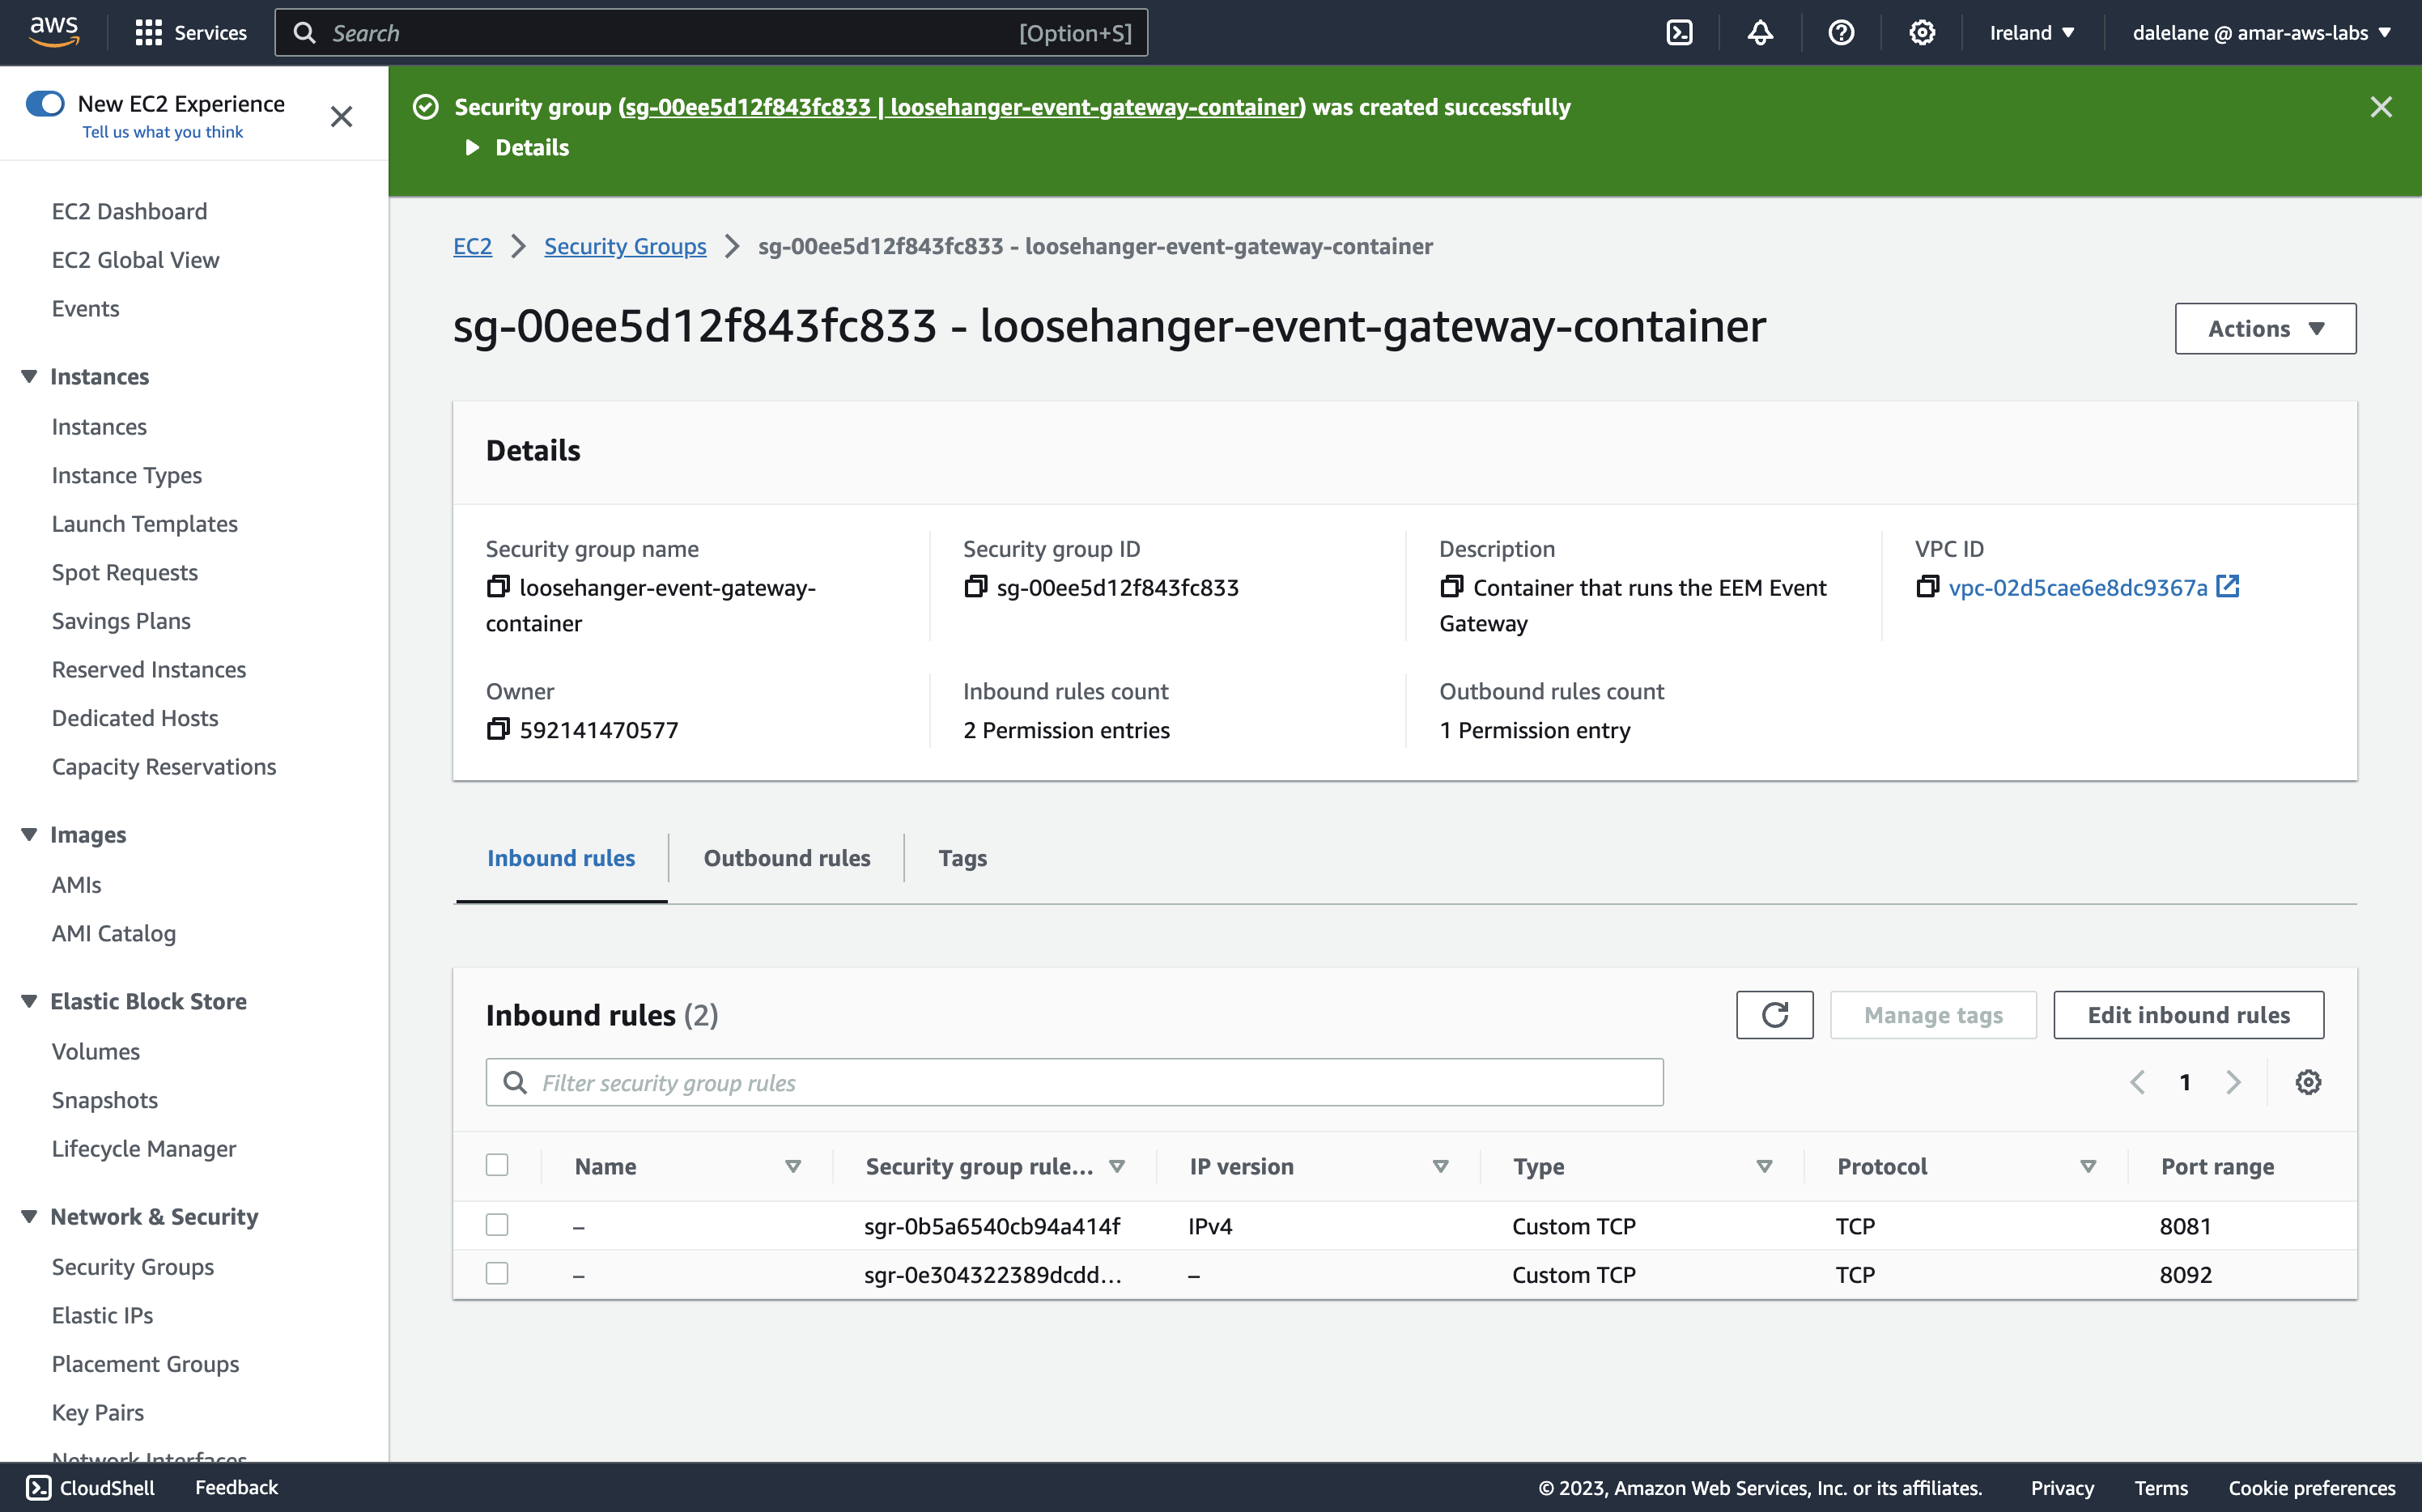 aws
Services
Search
[Option+S]
Ireland
dalelane @ amar-aws-labs
New EC2 Experience
Tell us what you think
EC2 Dashboard
EC2 Global View
Events
Instances
Instances
Instance Types
Launch Templates
Spot Requests
Savings Plans
Reserved Instances
Dedicated Hosts
Capacity Reservations
Images
AMIs
AMI Catalog
Elastic Block Store
Volumes
Snapshots
Lifecycle Manager
Network & Security
Security Groups
Elastic IPs
Placement Groups
Key Pairs
Network Interfaces
Security group (sg-00ee5d12f843fc833 | loosehanger-event-gateway-container) was created successfully
Details
EC2 > Security Groups > sg-00ee5d12f843fc833 - loosehanger-event-gateway-container
sg-00ee5d12f843fc833 - loosehanger-event-gateway-container
Actions
Details
Security group name
loosehanger-event-gateway-
container
Security group ID
sg-00ee5d12f843fc833
Description
Container that runs the EEM Event
Gateway
VPC ID
vpc-02d5cae6e8dc9367a
Owner
592141470577
Inbound rules count
2 Permission entries
Outbound rules count
1 Permission entry
Inbound rules
Outbound rules
Tags
Inbound rules (2)
Manage tags
Edit inbound rules
Filter security group rules
1
Name Security group rule... IP version Type Protocol Port range
– sgr-0b5a6540cb94a414f IPv4 Custom TCP TCP 8081
– sgr-0e304322389dcdd... – Custom TCP TCP 8092
CloudShell
Feedback
© 2023, Amazon Web Services, Inc. or its affiliates.
Privacy
Terms
Cookie preferences